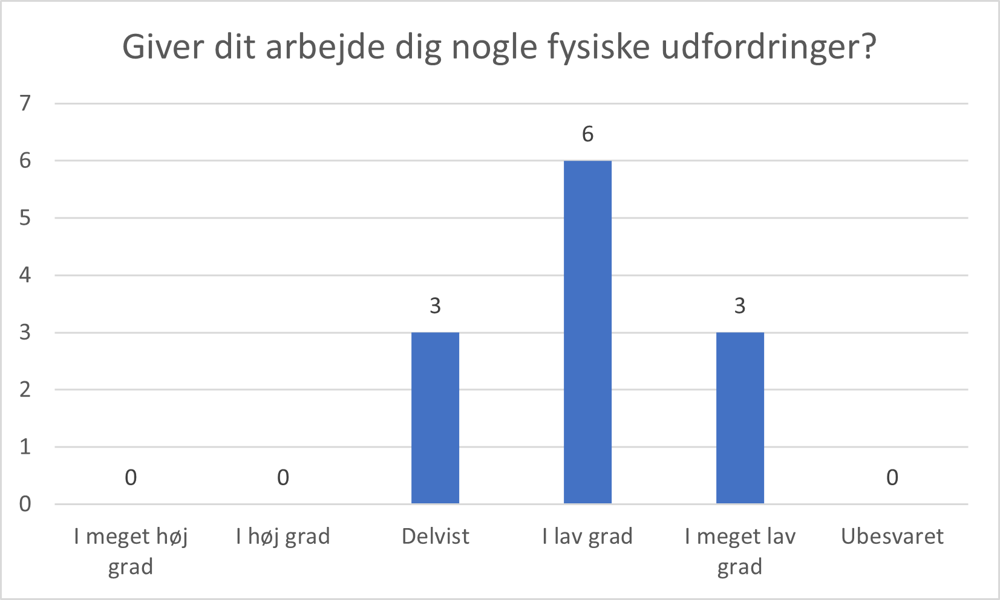 Giver dit arbejde dig nogle fysiske udfordringer?
7
6
5
4
3
2
1
0
0
0
3
6
3
0
I meget høj
grad
I høj grad
Delvist
I lav grad
I meget lav
grad
Ubesvaret